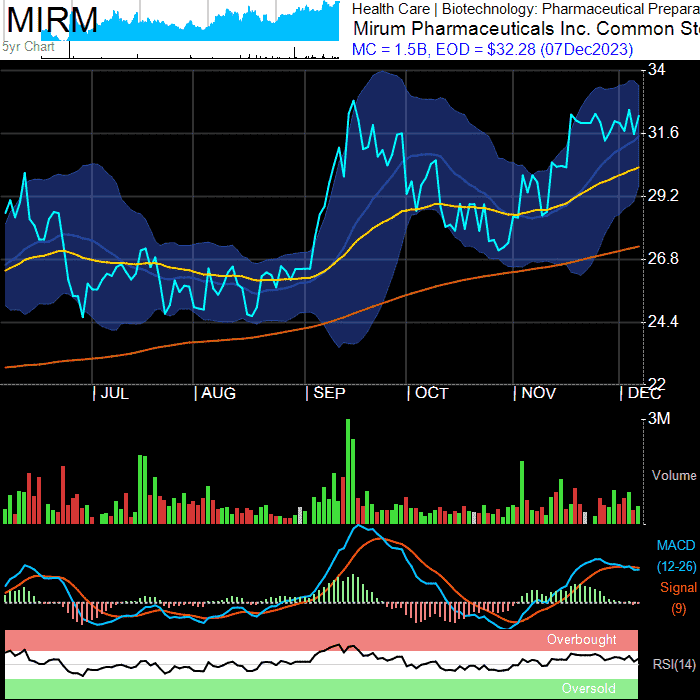 MIRM
5yr Chart
Health Care | Biotechnology: Pharmaceutical Prepara
Mirum Pharmaceuticals Inc. Common Sto
MC = 1.5B, EOD = $32.28 (07Dec2023)
34
31.6
29.2
26.8
24.4
22
| JUL | AUG | SEP | OCT | NOV | DEC
3M
Volume
MACD
(12-26)
Signal
(9)
Overbought
RSI(14)
Oversold